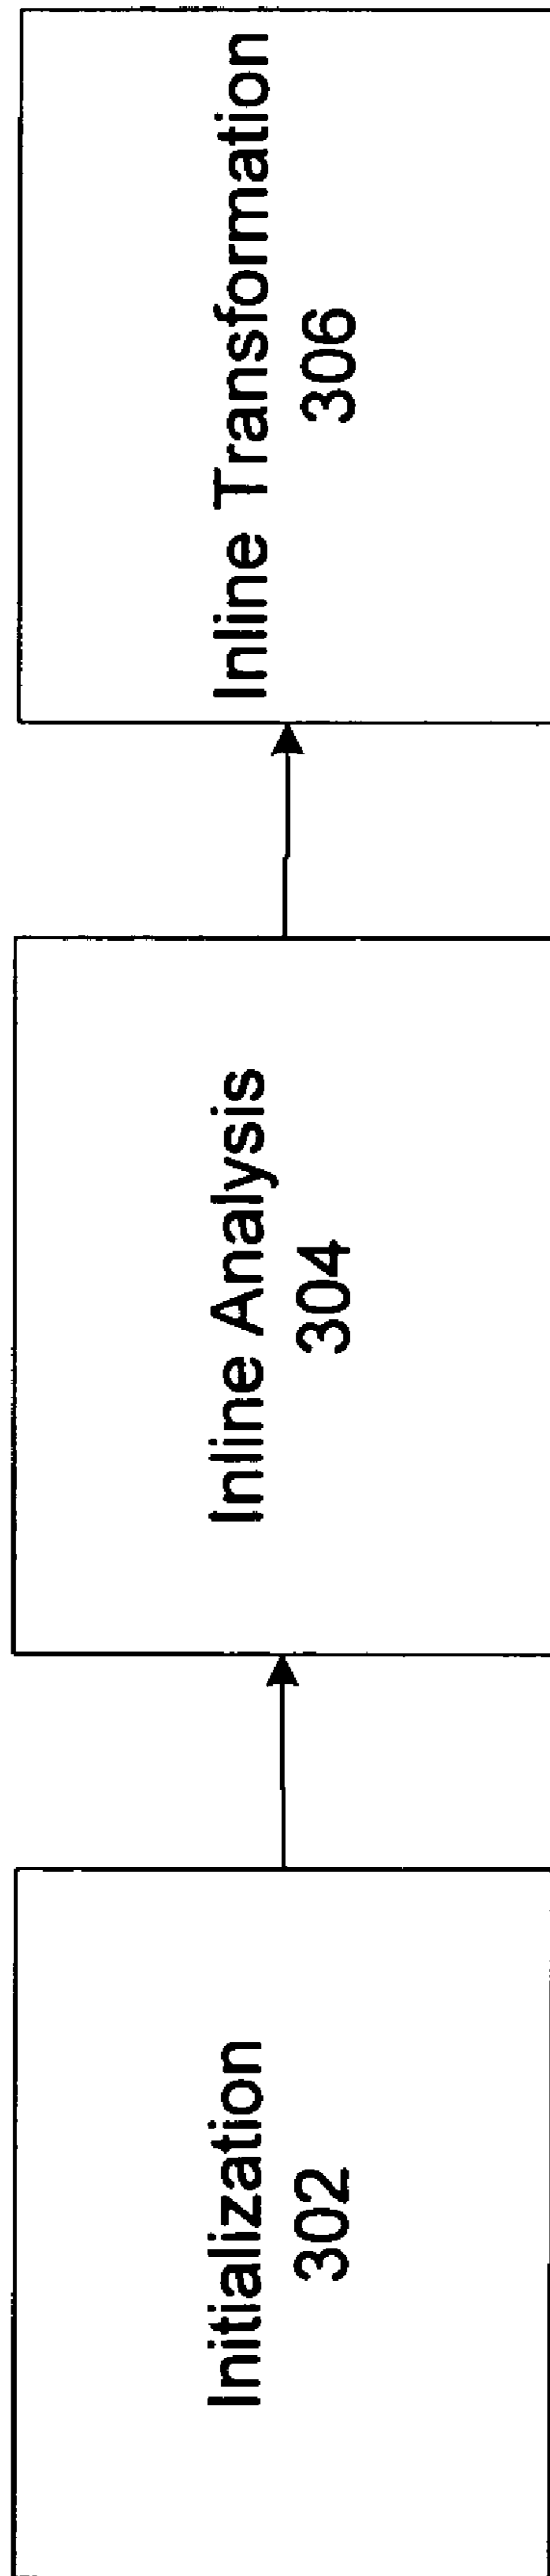 Initialization
302
Inline Analysis
304
Inline Transformation
306